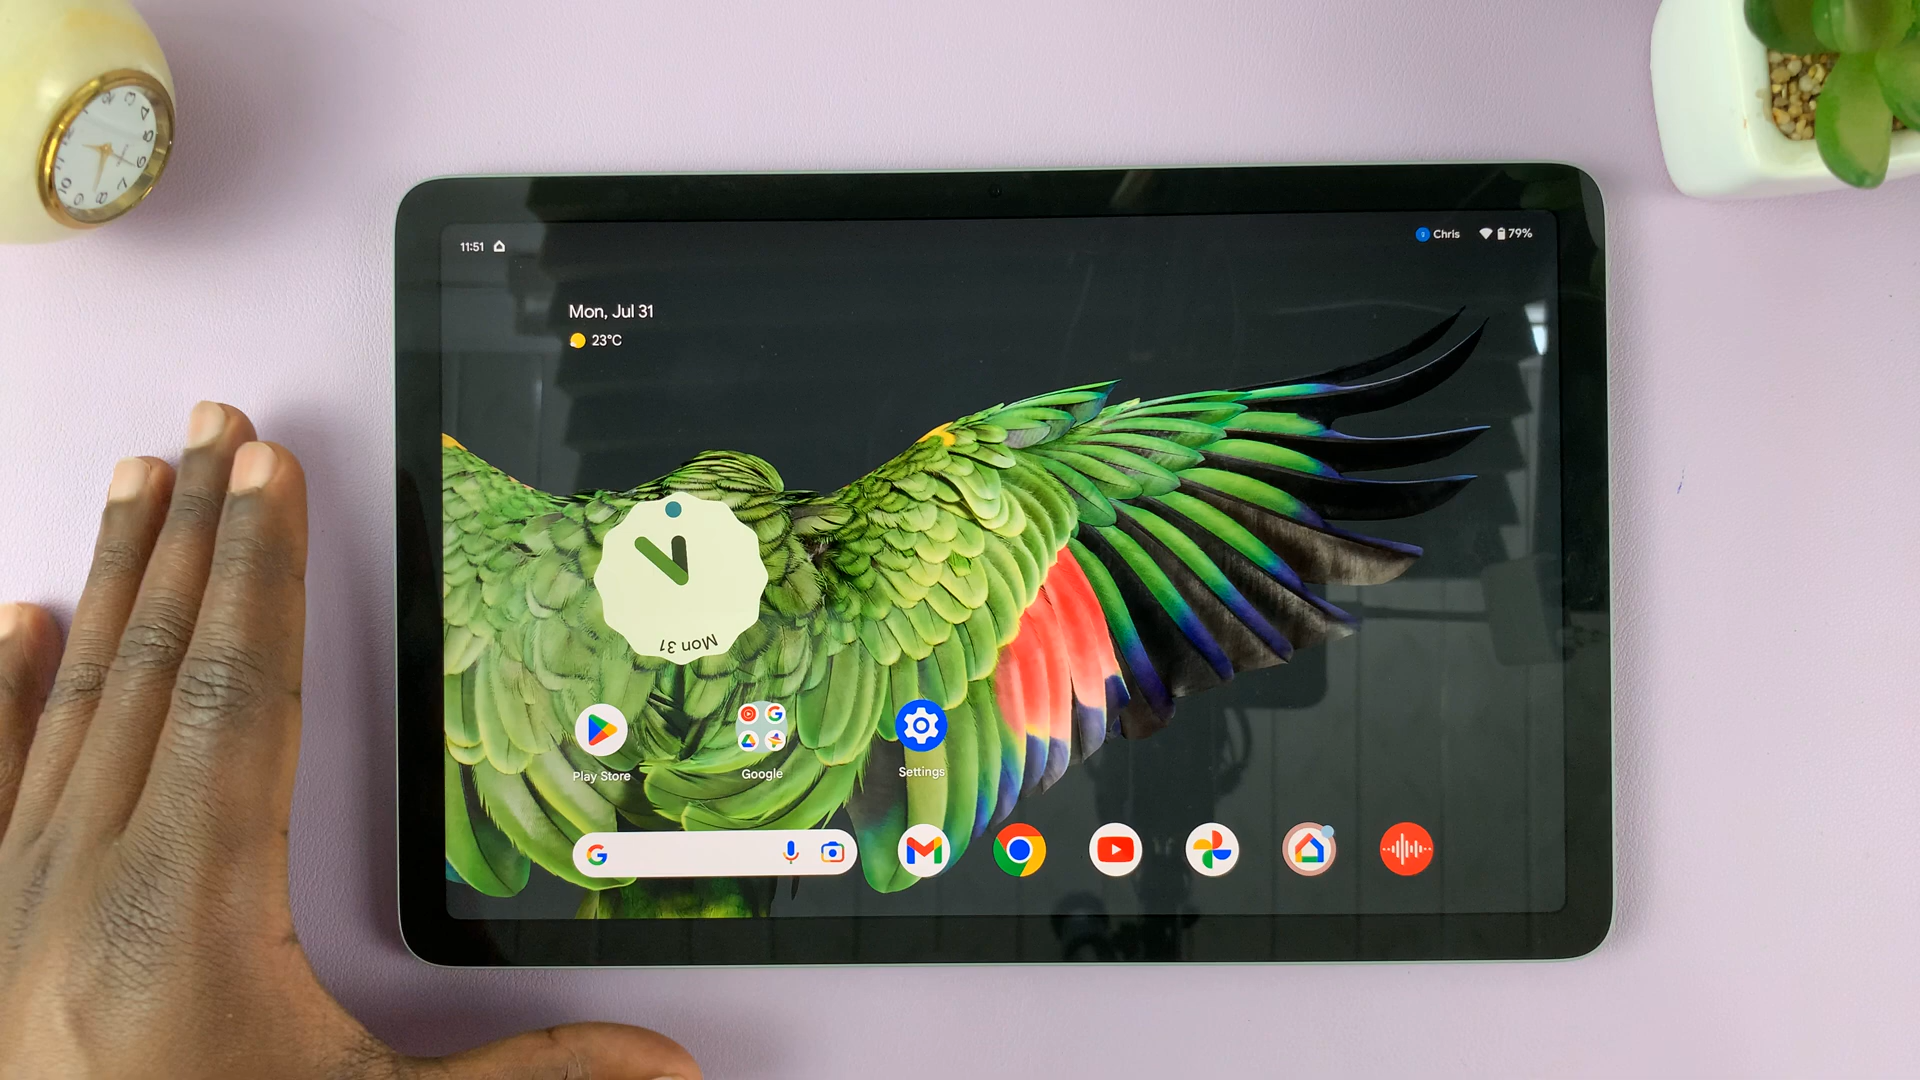 11:51
Chris
79%
Mon, Jul 31
23°C
Mon 31
Play Store
Google
Settings